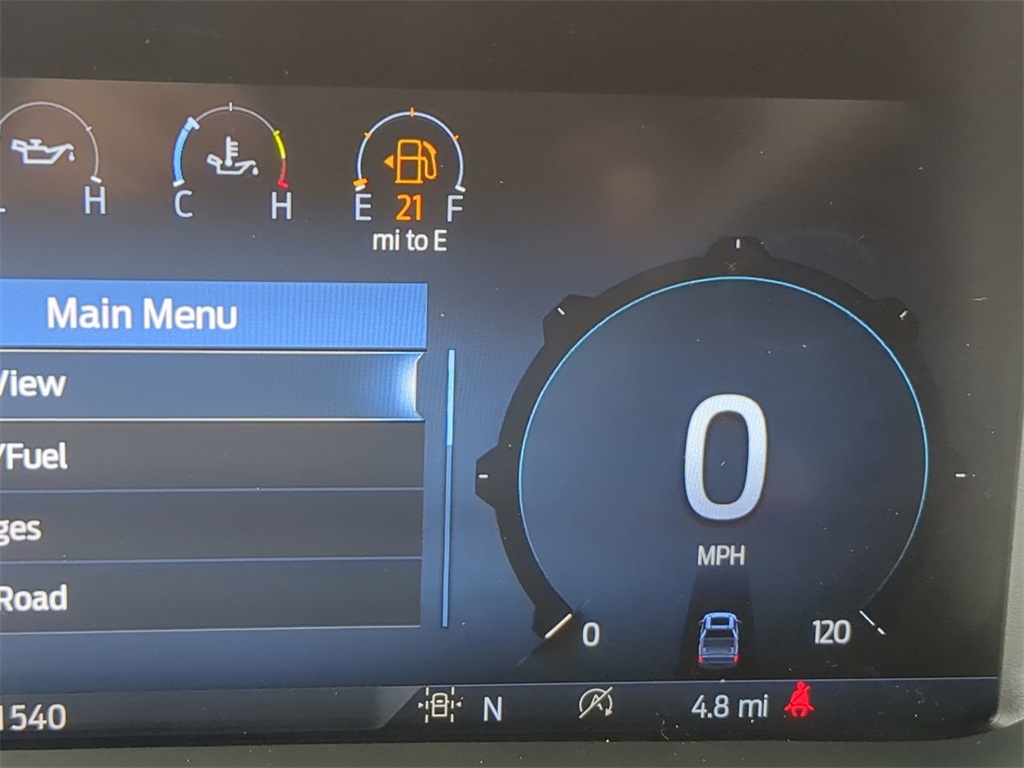 H
C H
E 21 F
mi to E
Main Menu
View
/Fuel
ges
Road
0
MPH
0
120
1540
N
4.8 mi